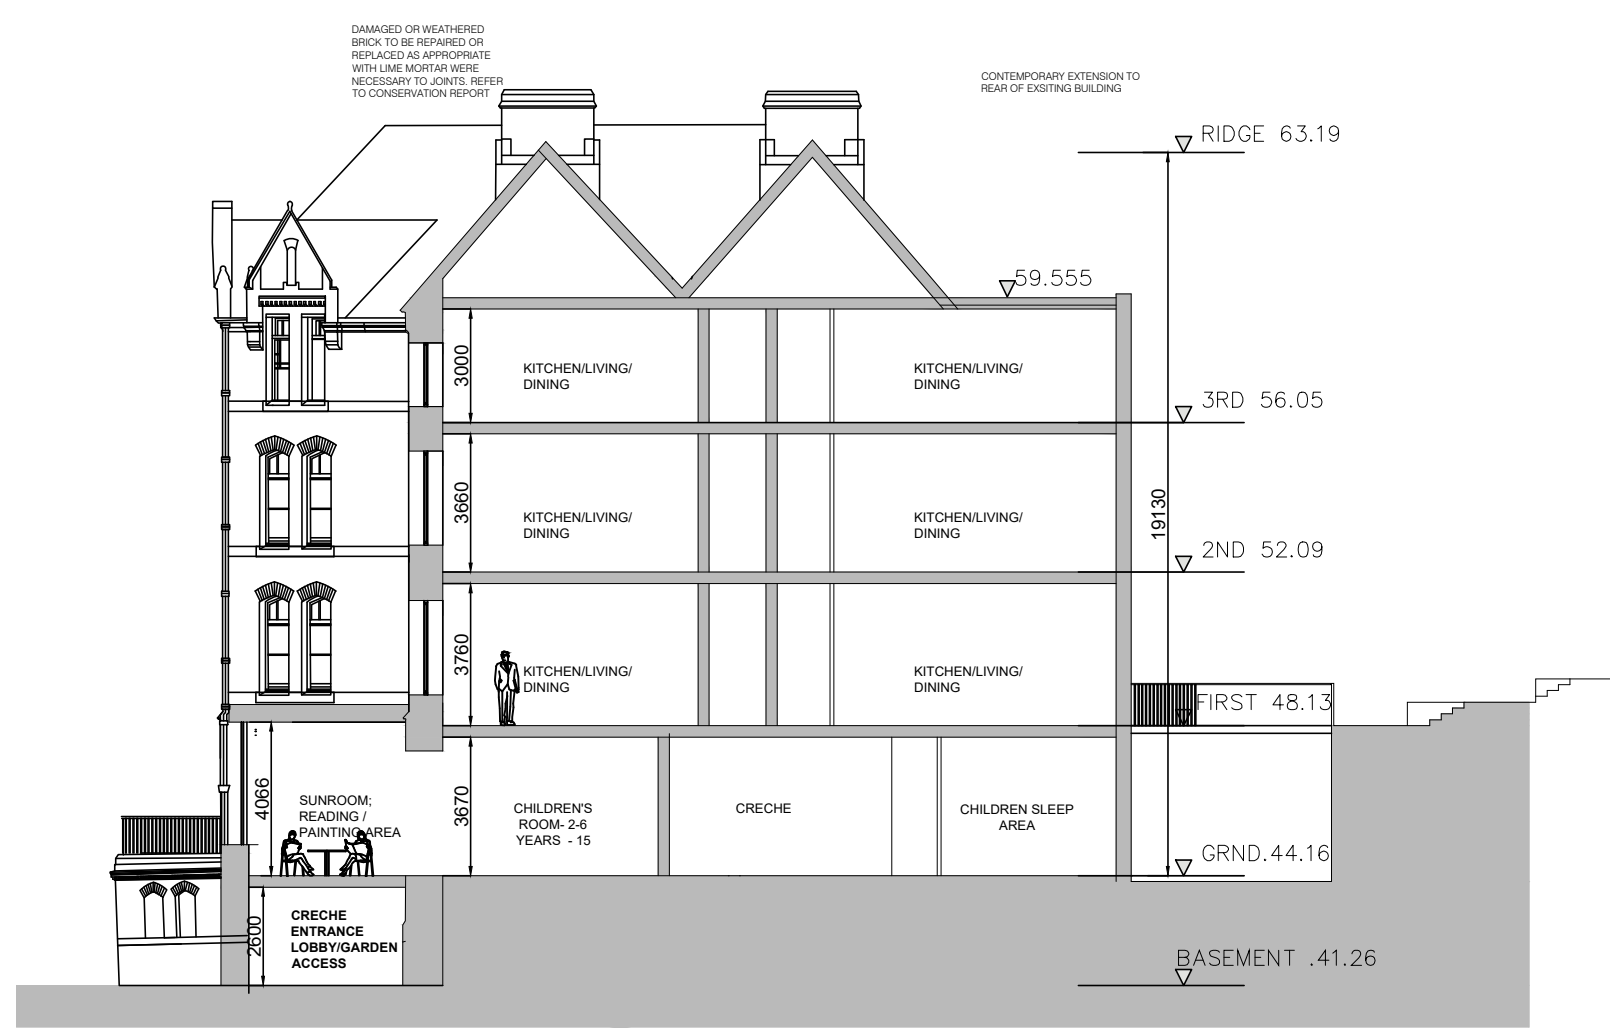 DAMAGED OR WEATHERED
BRICK TO BE REPAIRED OR
REPLACED AS APPROPRIATE
WITH LIME MORTAR WERE
NECESSARY TO JOINTS. REFER
TO CONSERVATION REPORT
CONTEMPORARY EXTENSION TO
REAR OF EXSITING BUILDING
RIDGE 63.19
59.555
3000
KITCHEN/LIVING/
DINING
KITCHEN/LIVING/
DINING
3RD 56.05
3660
KITCHEN/LIVING/
DINING
KITCHEN/LIVING/
DINING
19130
2ND 52.09
3760
KITCHEN/LIVING/
DINING
KITCHEN/LIVING/
DINING
FIRST 48.13
4066
SUNROOM;
READING /
PAINTING AREA
3670
CHILDREN'S
ROOM- 2-6
YEARS - 15
CRECHE
CHILDREN SLEEP
AREA
GRND.44.16
2600
CRECHE
ENTRANCE
LOBBY/GARDEN
ACCESS
BASEMENT .41.26